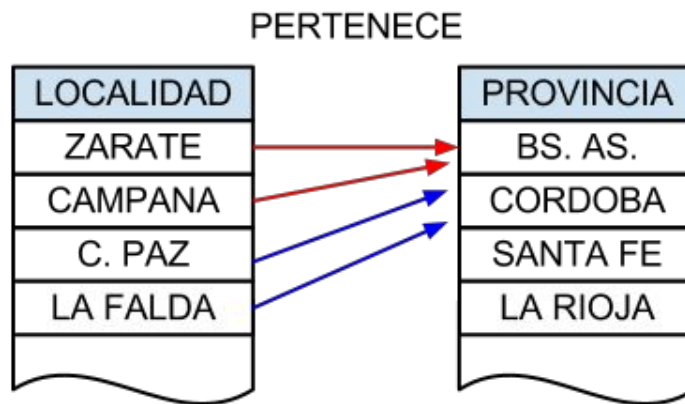 PERTENECE
LOCALIDAD
ZARATE
CAMPANA
C. PAZ
LA FALDA
PROVINCIA
BS. AS.
CORDOBA
SANTA FE
LA RIOJA